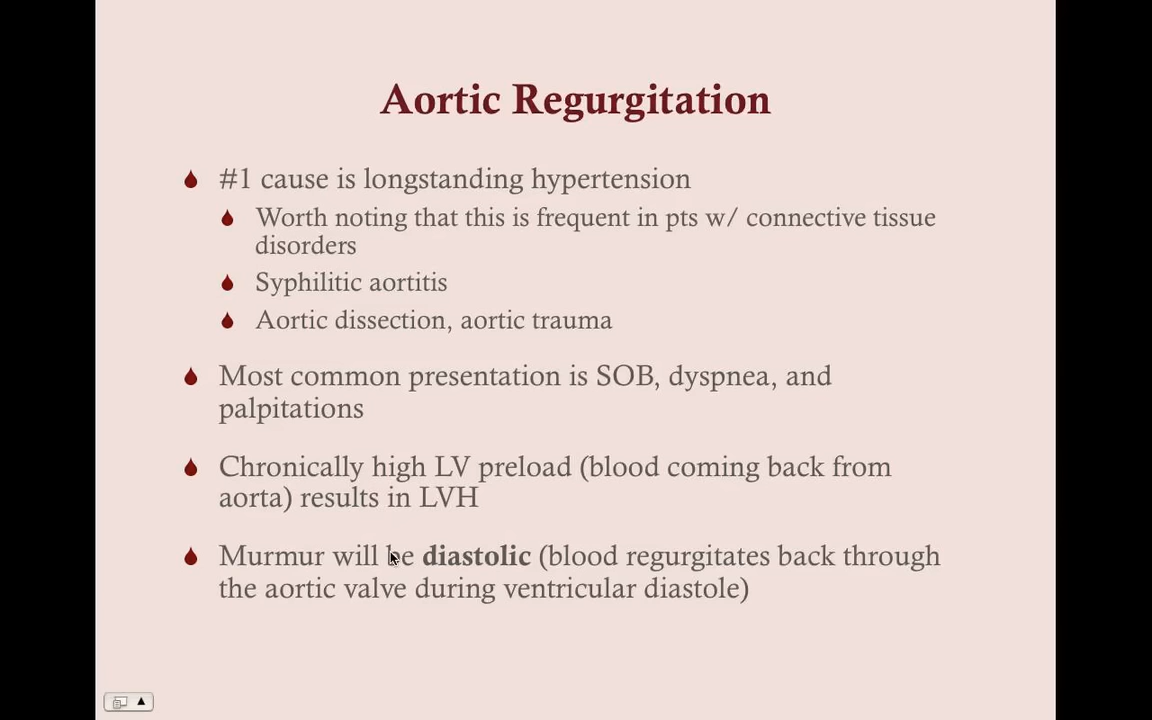 Aortic Regurgitation
#1 cause is longstanding hypertension
Worth noting that this is frequent in pts w/ connective tissue
disorders
Syphilitic aortitis
Aortic dissection, aortic trauma
Most common presentation is SOB, dyspnea, and
palpitations
Chronically high LV preload (blood coming back from
aorta) results in LVH
Murmur will be diastolic (blood regurgitates back through
the aortic valve during ventricular diastole)